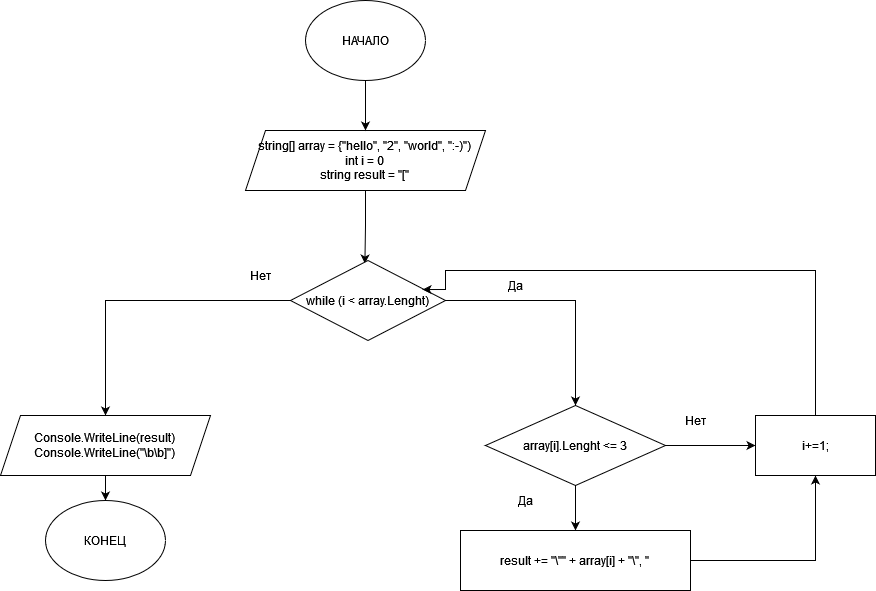 НАЧАЛО
string[] array = {"hello", "2", "world", ":-)")
int i = 0
string result = "["
Нет
Да
while (i < array.Lenght)
Console.WriteLine(result)
Console.WriteLine("\b\b]")
array[i].Lenght <= 3
Нет
i+=1;
Да
КОНЕЦ
result += "\"" + array[i] + "\", "